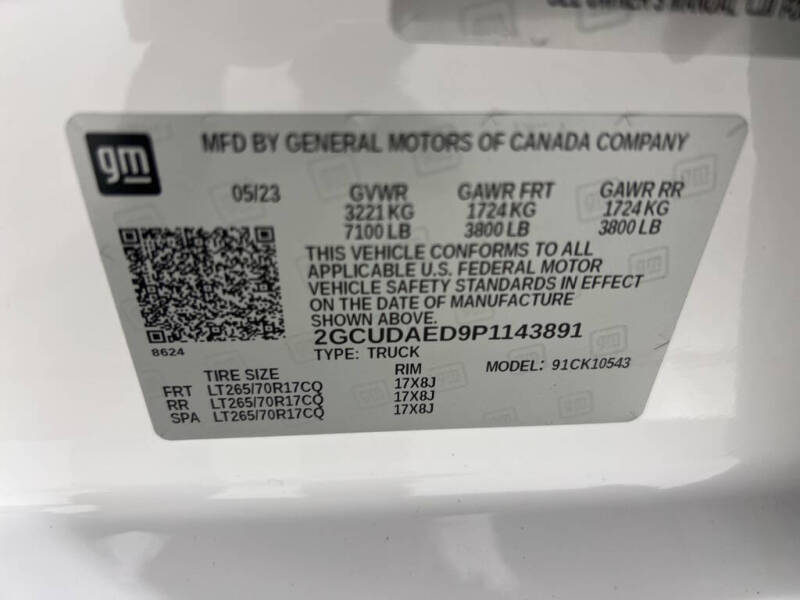 SEE OWNER'S MANUAL
gm
MFD BY GENERAL MOTORS OF CANADA COMPANY
05/23 GVWR GAWR FRT GAWR RR
3221 KG 1724 KG 1724 KG
7100 LB 3800 LB 3800 LB
THIS VEHICLE CONFORMS TO ALL
APPLICABLE U.S. FEDERAL MOTOR
VEHICLE SAFETY STANDARDS IN EFFECT
ON THE DATE OF MANUFACTURE
SHOWN ABOVE.
2GCUDAED9P1143891
8624
TYPE: TRUCK
MODEL: 91CK10543
TIRE SIZE RIM
FRT LT265/70R17CQ 17X8J
RR LT265/70R17CQ 17X8J
SPA LT265/70R17CQ 17X8J